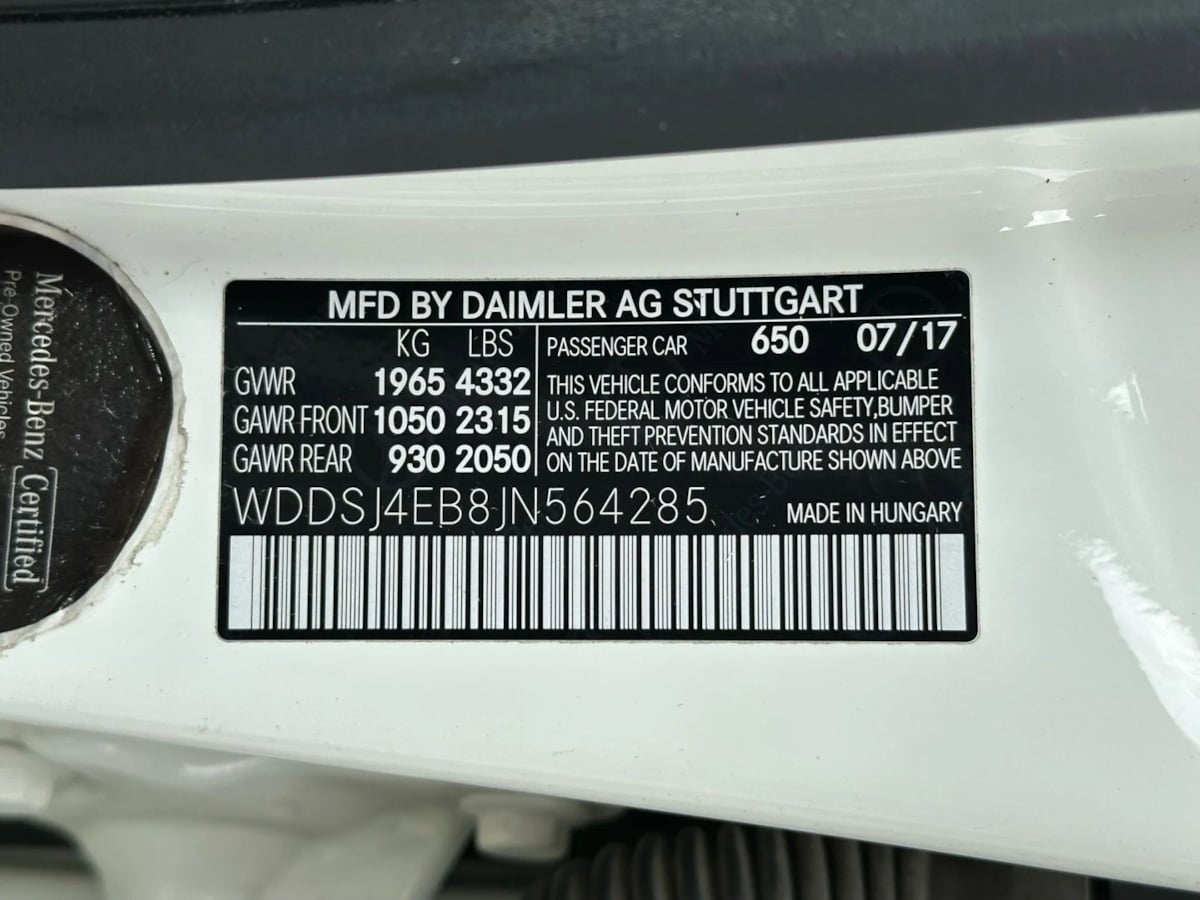 Mercedes-Benz Certified
Pre-Owned Vehicles
MFD BY DAIMLER AG STUTTGART
KG LBS
GVWR 1965 4332
GAWR FRONT 1050 2315
GAWR REAR 930 2050
PASSENGER CAR 650 07/17
THIS VEHICLE CONFORMS TO ALL APPLICABLE
U.S. FEDERAL MOTOR VEHICLE SAFETY,BUMPER
AND THEFT PREVENTION STANDARDS IN EFFECT
ON THE DATE OF MANUFACTURE SHOWN ABOVE
WDDSJ4EB8JN564285 MADE IN HUNGARY